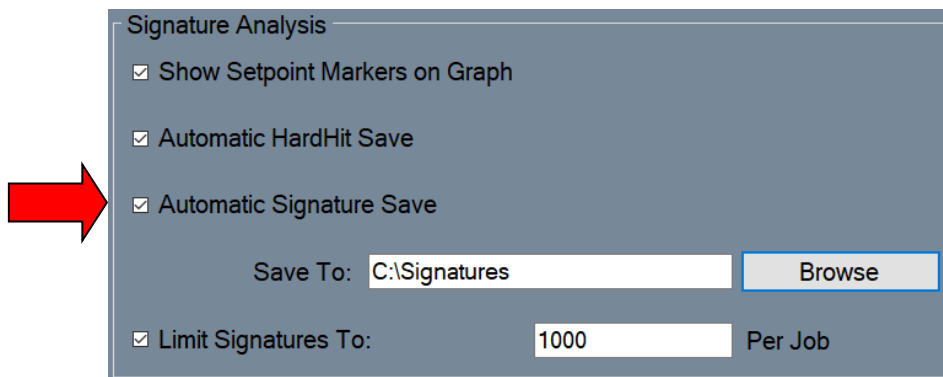 Signature Analysis
Show Setpoint Markers on Graph
Automatic HardHit Save
Automatic Signature Save
Save To: C:\Signatures Browse
Limit Signatures To: 1000 Per Job